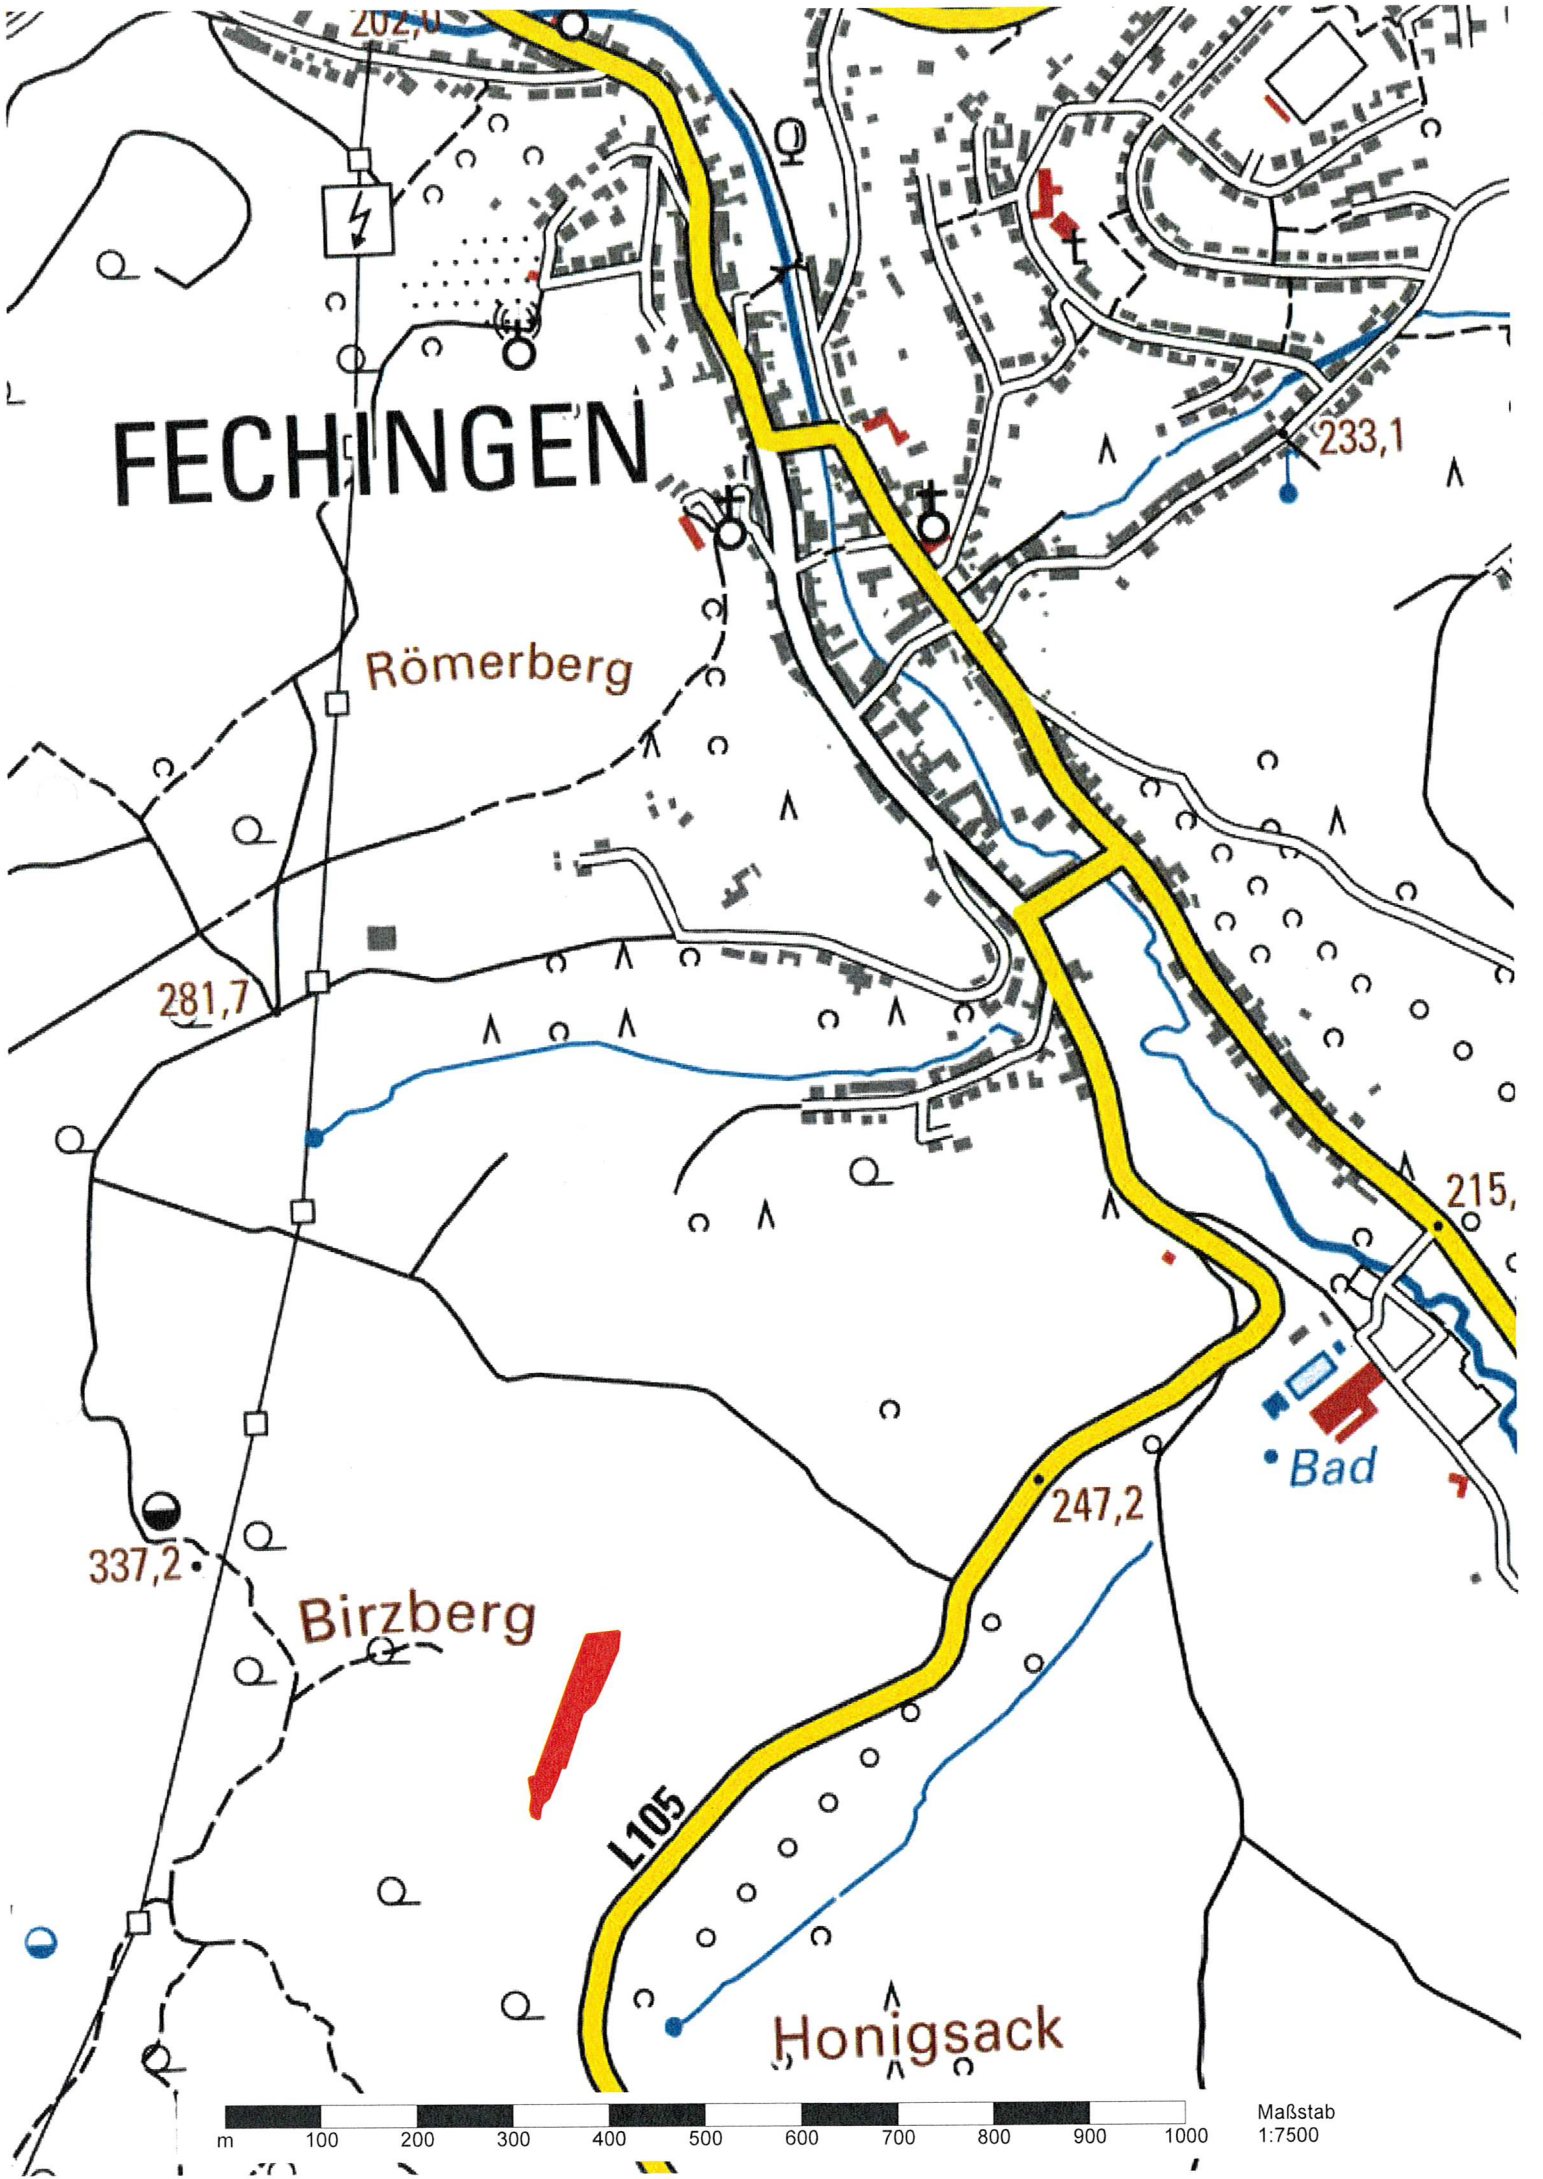 202,0
FECHINGEN
233,1
Römerberg
281,7
215,
Bad
247,2
337,2
Birzberg
L105
Honigsack
m 100 200 300 400 500 600 700 800 900 1000
Maßstab
1:7500